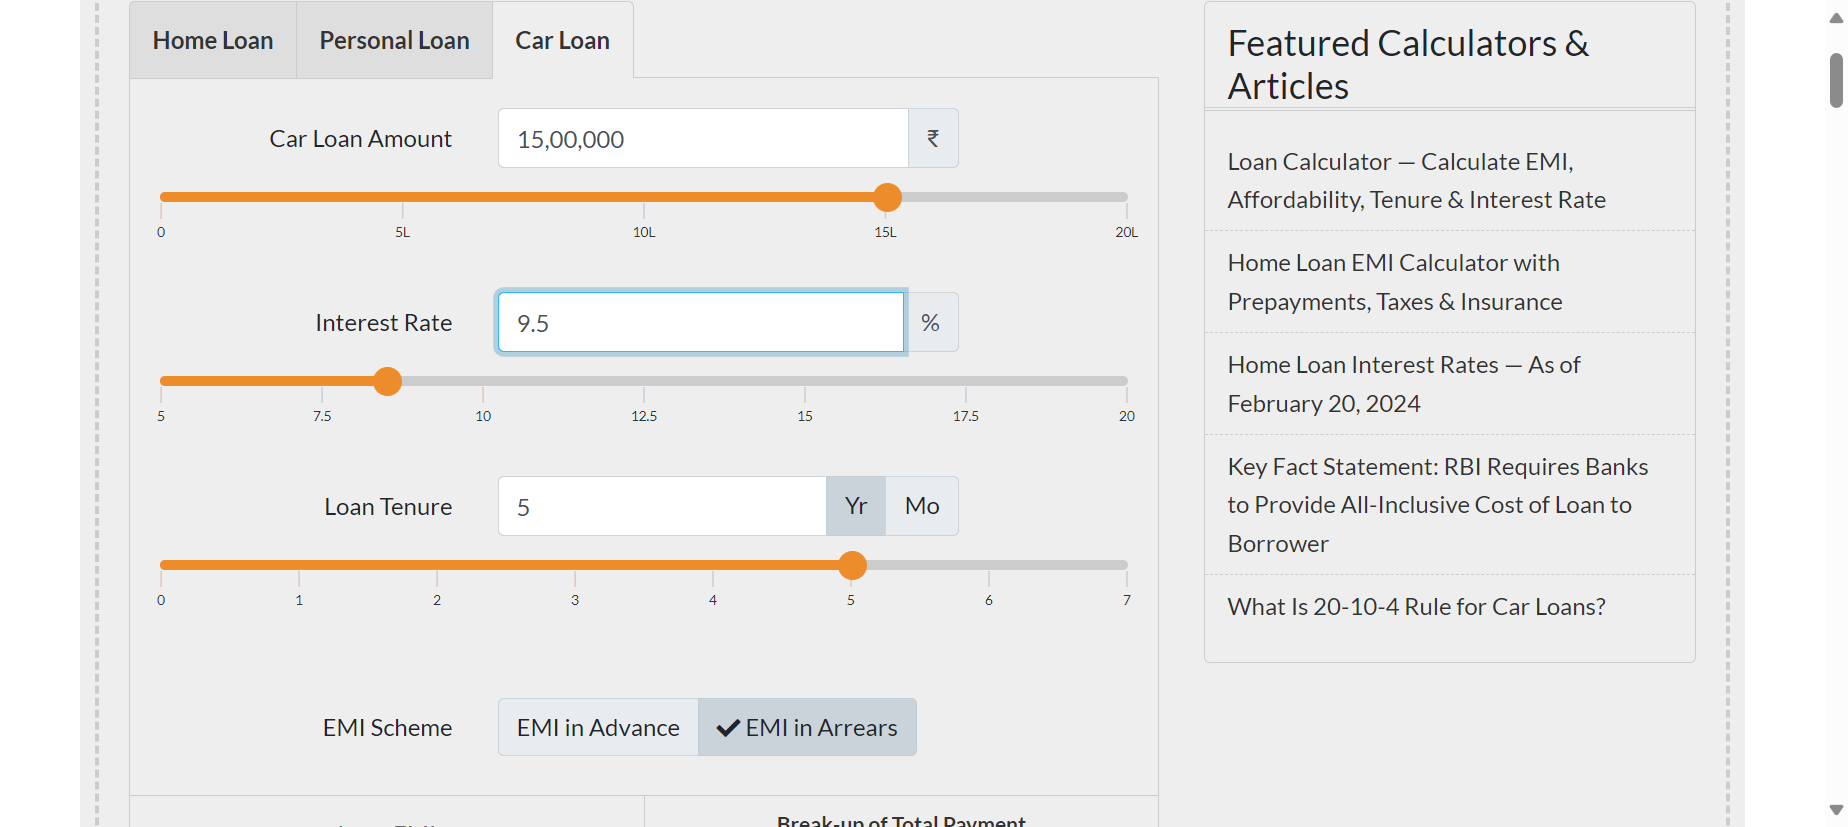 Home Loan
Personal Loan
Car Loan
Car Loan Amount
15,00,000
₹
0
5L
10L
15L
20L
Interest Rate
9.5
%
5
7.5
10
12.5
15
17.5
20
Loan Tenure
5
Yr
Mo
0
1
2
3
4
5
6
7
EMI Scheme
EMI in Advance
EMI in Arrears
Break-up of Total Payment
Featured Calculators &
Articles
Loan Calculator — Calculate EMI,
Affordability, Tenure & Interest Rate
Home Loan EMI Calculator with
Prepayments, Taxes & Insurance
Home Loan Interest Rates — As of
February 20, 2024
Key Fact Statement: RBI Requires Banks
to Provide All-Inclusive Cost of Loan to
Borrower
What Is 20-10-4 Rule for Car Loans?